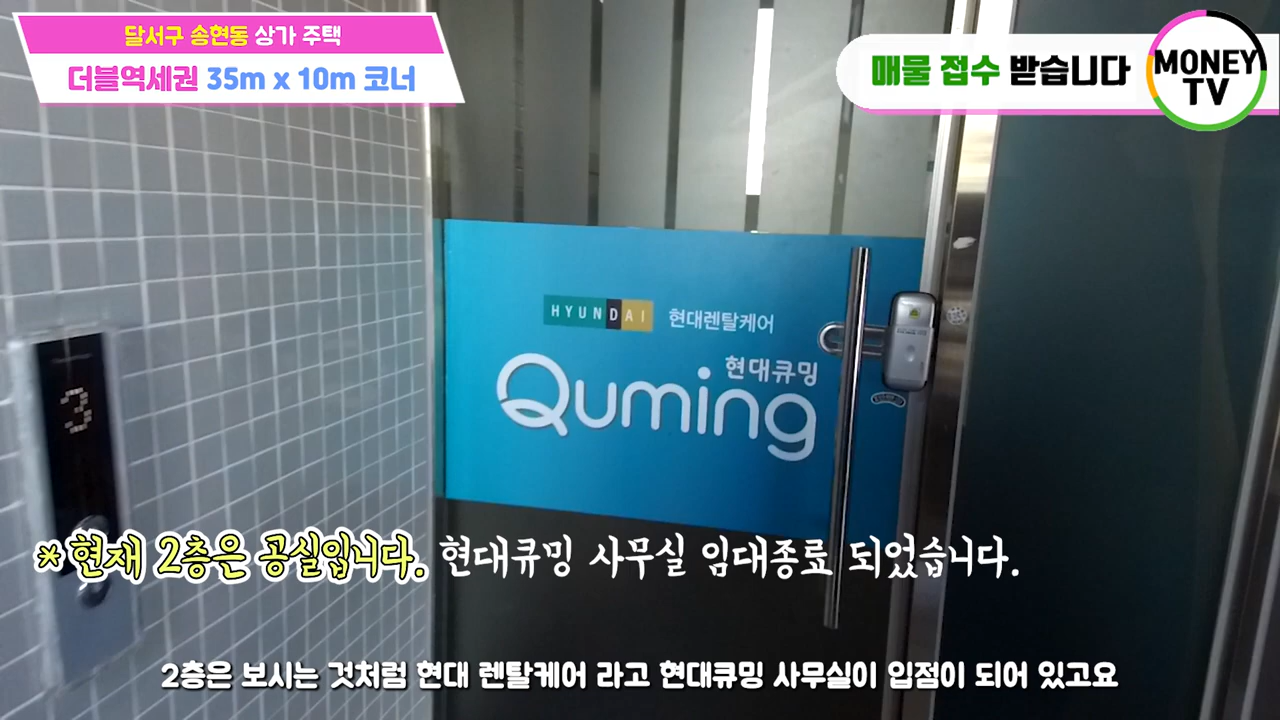 달서구 송현동 상가 주택
더블역세권 35m x 10m 코너
매물 접수 받습니다
MONEY
TV
HYUNDAI 현대렌탈케어
현대큐밍
Quming
3
*현재 2층은 공실입니다. 현대큐밍 사무실 임대종료 되었습니다.
2층은 보시는 것처럼 현대 렌탈케어 라고 현대큐밍 사무실이 입점이 되어 있고요